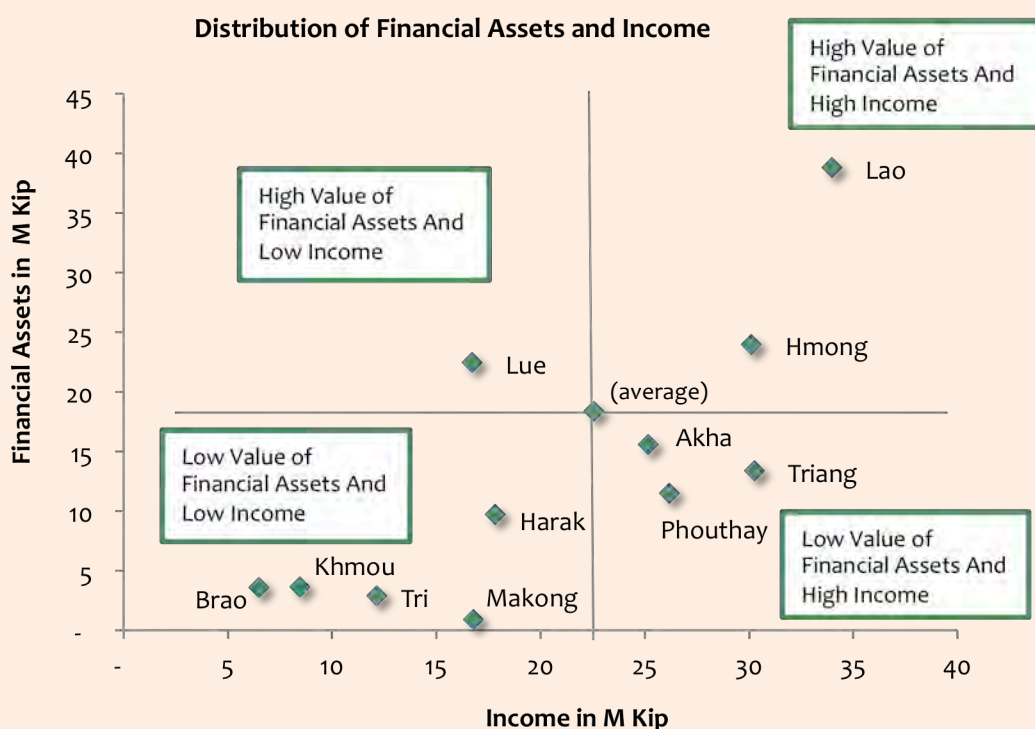 Distribution of Financial Assets and Income
High Value of
Financial Assets And
High Income
High Value of
Financial Assets And
Low Income
Low Value of
Financial Assets And
Low Income
Low Value of
Financial Assets And
High Income
Financial Assets in M Kip
45
40
35
30
25
20
15
10
5
-
Lao
Hmong
Lue
(average)
Akha
Triang
Phouthay
Harak
Khmou
Brao
Tri
Makong
-
5
10
15
20
25
30
35
40
Income in M Kip